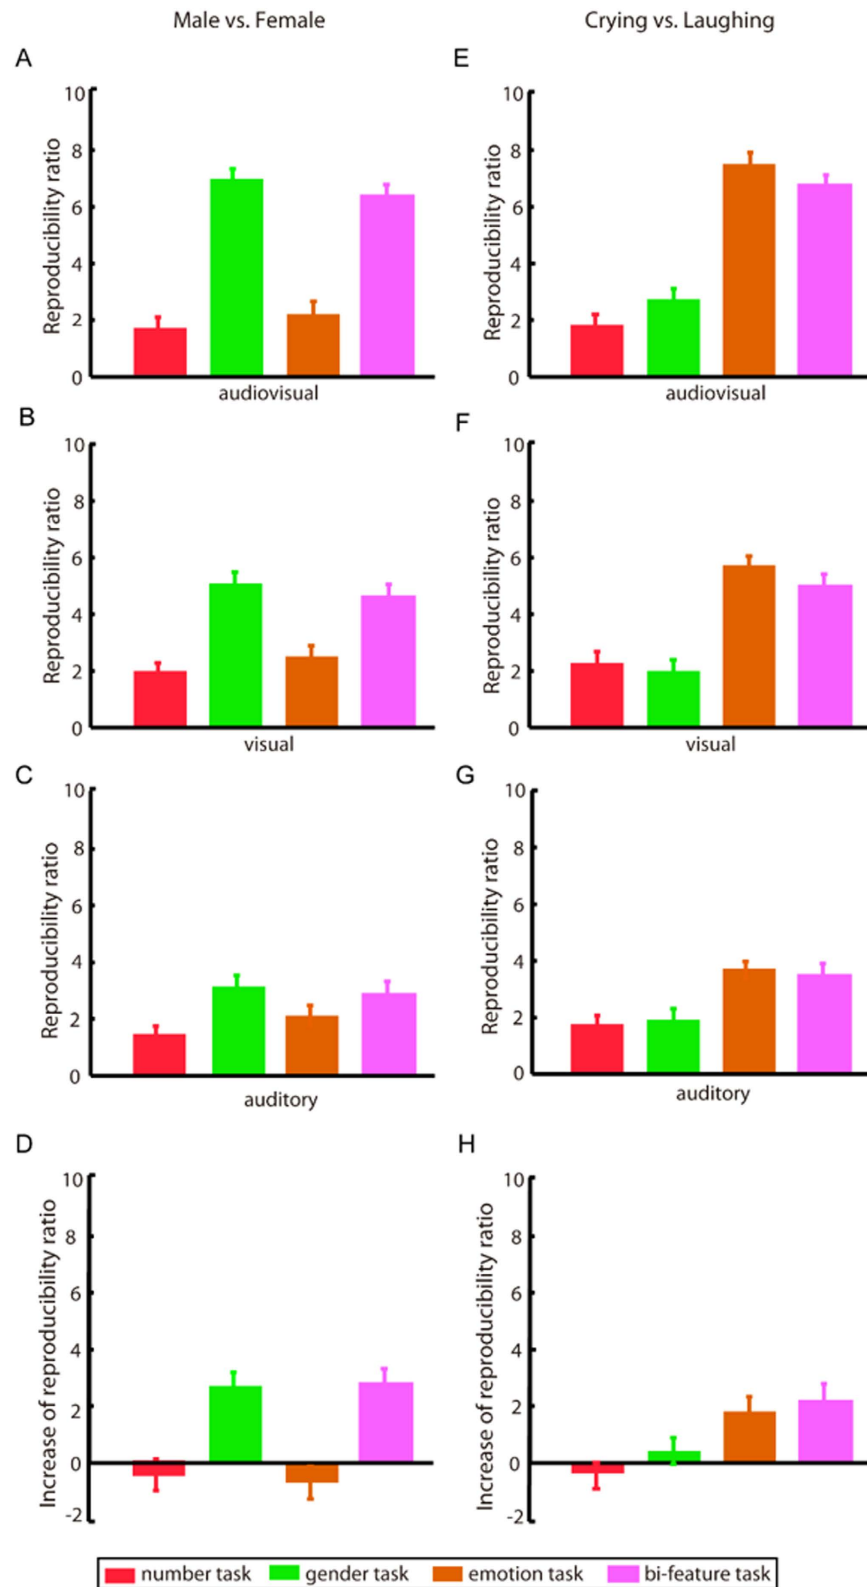 Male vs. Female
Crying vs. Laughing
A
10
8
6
4
2
0
Reproducibility ratio
audiovisual
E
10
8
6
4
2
0
Reproducibility ratio
audiovisual
B
10
8
6
4
2
0
Reproducibility ratio
visual
F
10
8
6
4
2
0
Reproducibility ratio
visual
C
10
8
6
4
2
0
Reproducibility ratio
auditory
G
10
8
6
4
2
0
Reproducibility ratio
auditory
D
10
8
6
4
2
0
-2
Increase of reproducibility ratio
H
10
8
6
4
2
0
-2
Increase of reproducibility ratio
number task gender task emotion task bi-feature task